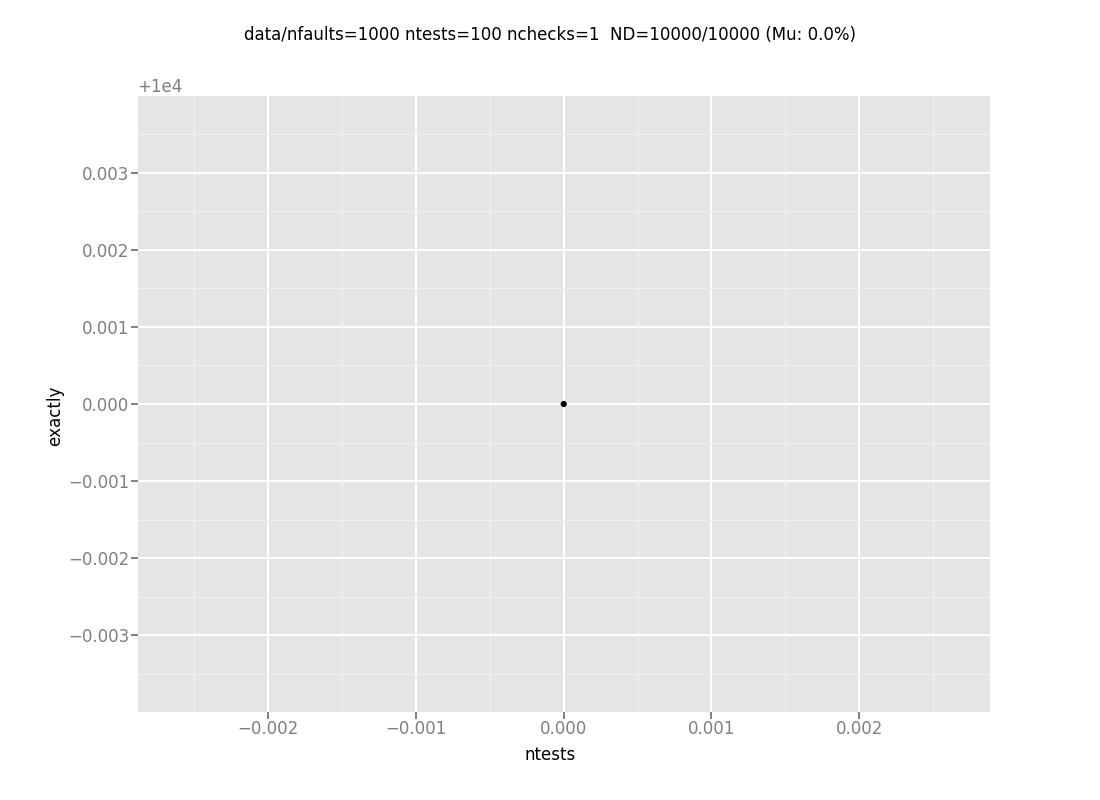 data/nfaults=1000 ntests=100 nchecks=1  ND=10000/10000 (Mu: 0.0%)
+1e4
0.003
0.002
0.001
0.000
−0.001
−0.002
−0.003
exactly
−0.002 −0.001 0.000 0.001 0.002
ntests